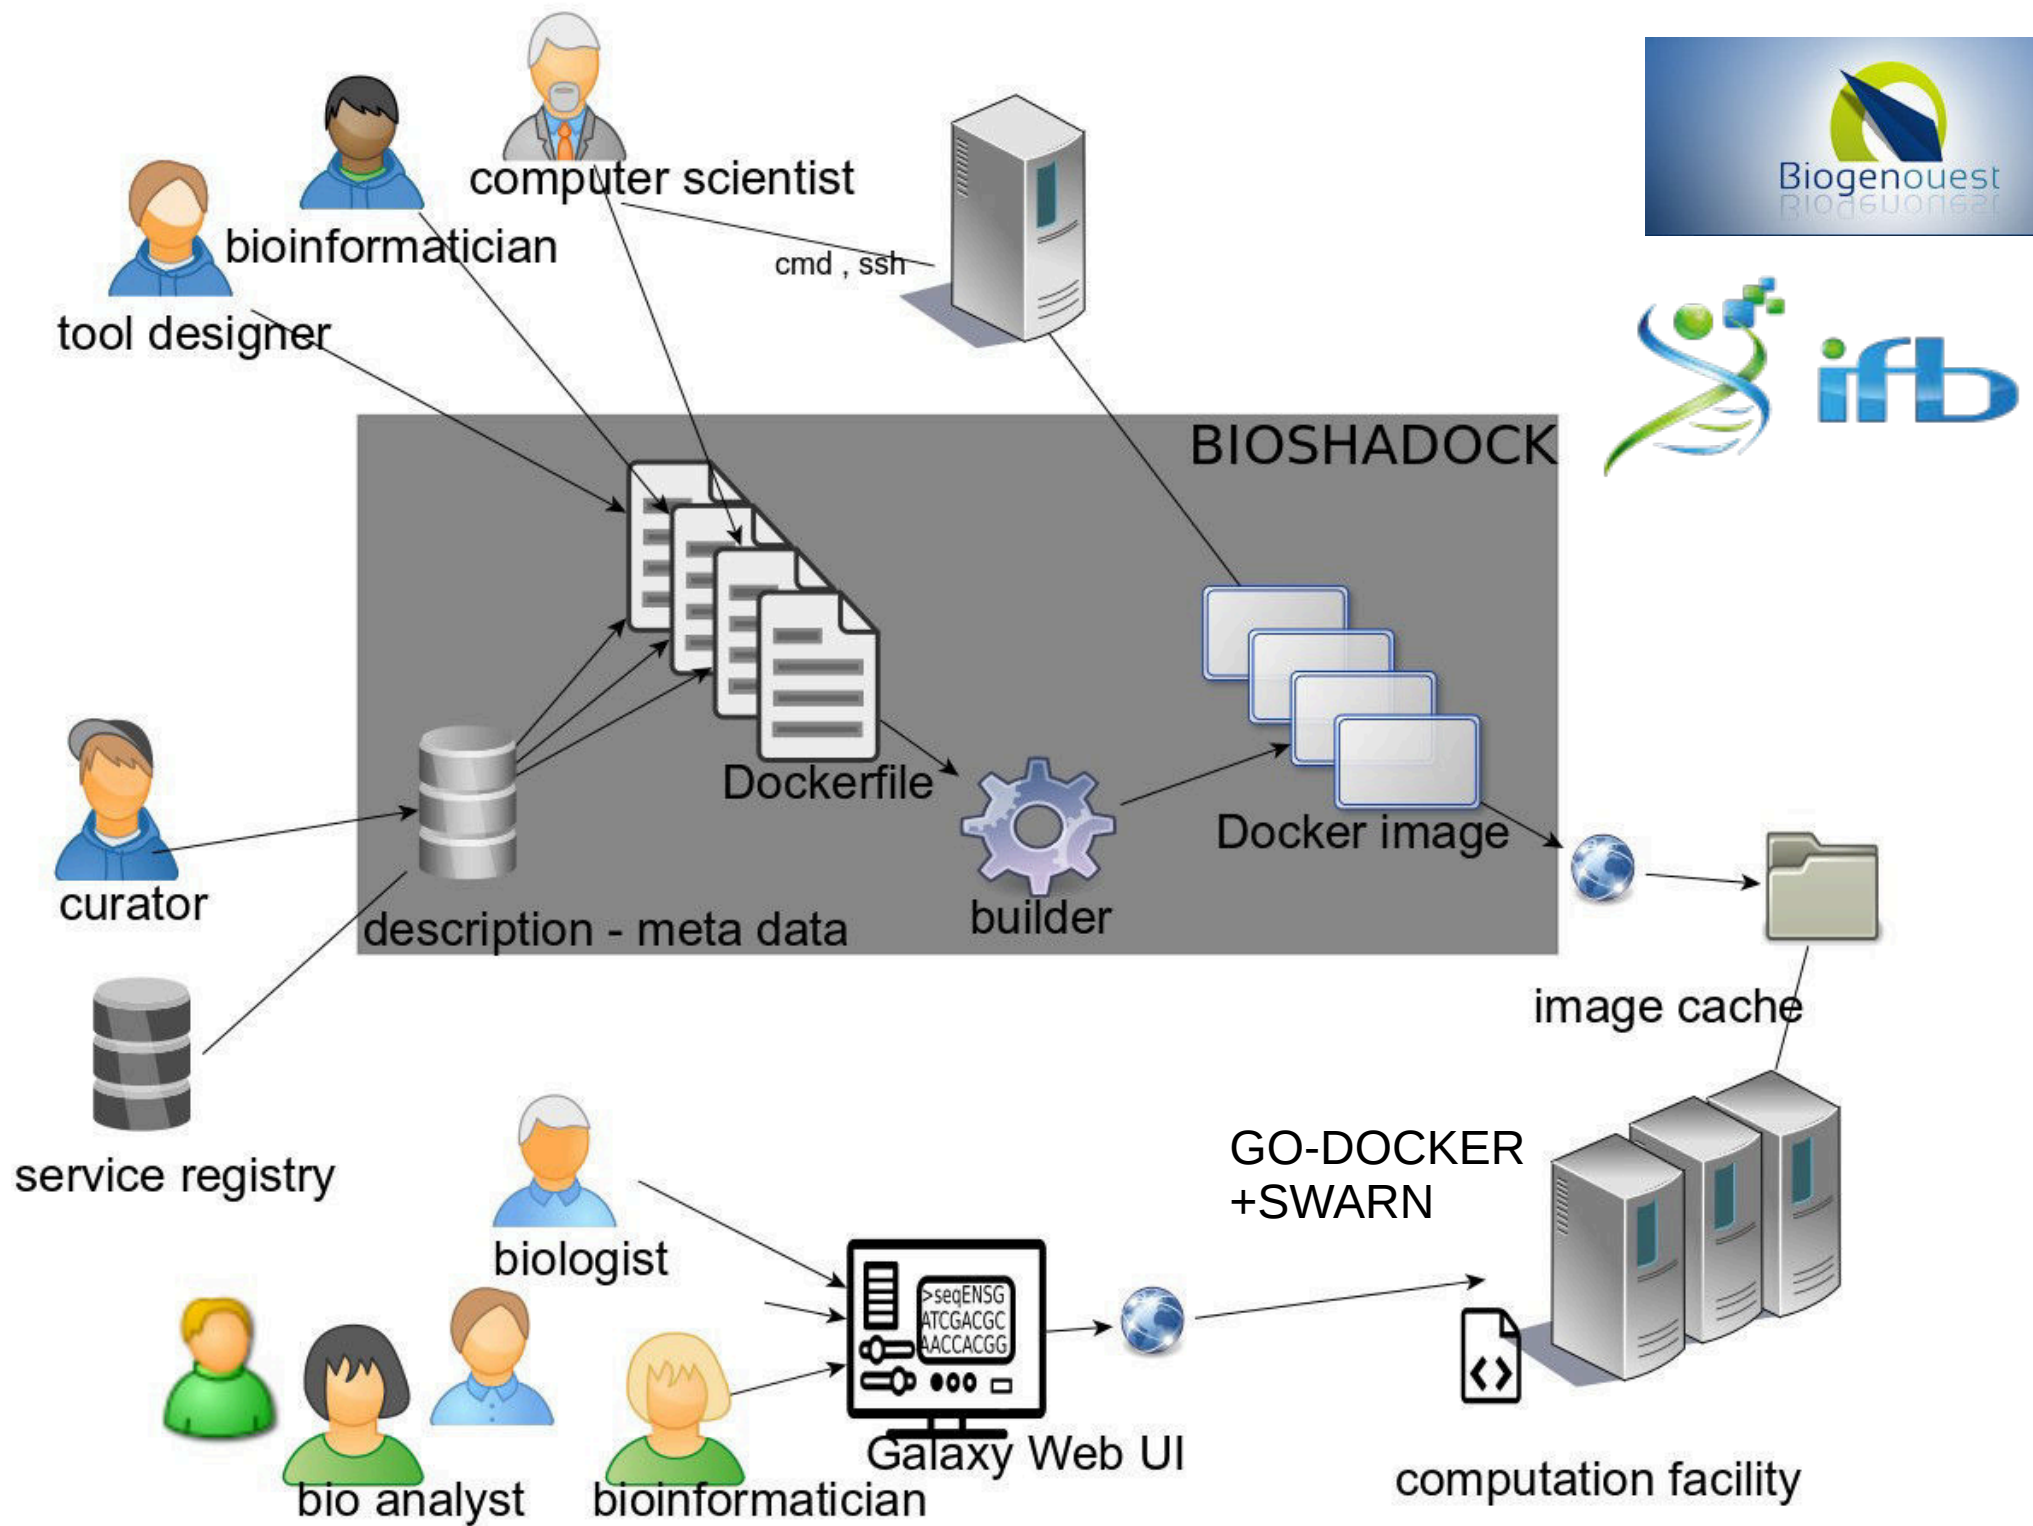 computer scientist
bioinformatician
tool designer
cmd , ssh
Biogenouest
ifb
BIOSHADOCK
Dockerfile
Docker image
builder
curator
description - meta data
image cache
service registry
GO-DOCKER
+SWARN
biologist
>seqENSG
ATCGACGC
AACCACGG
Galaxy Web UI
computation facility
bio analyst
bioinformatician